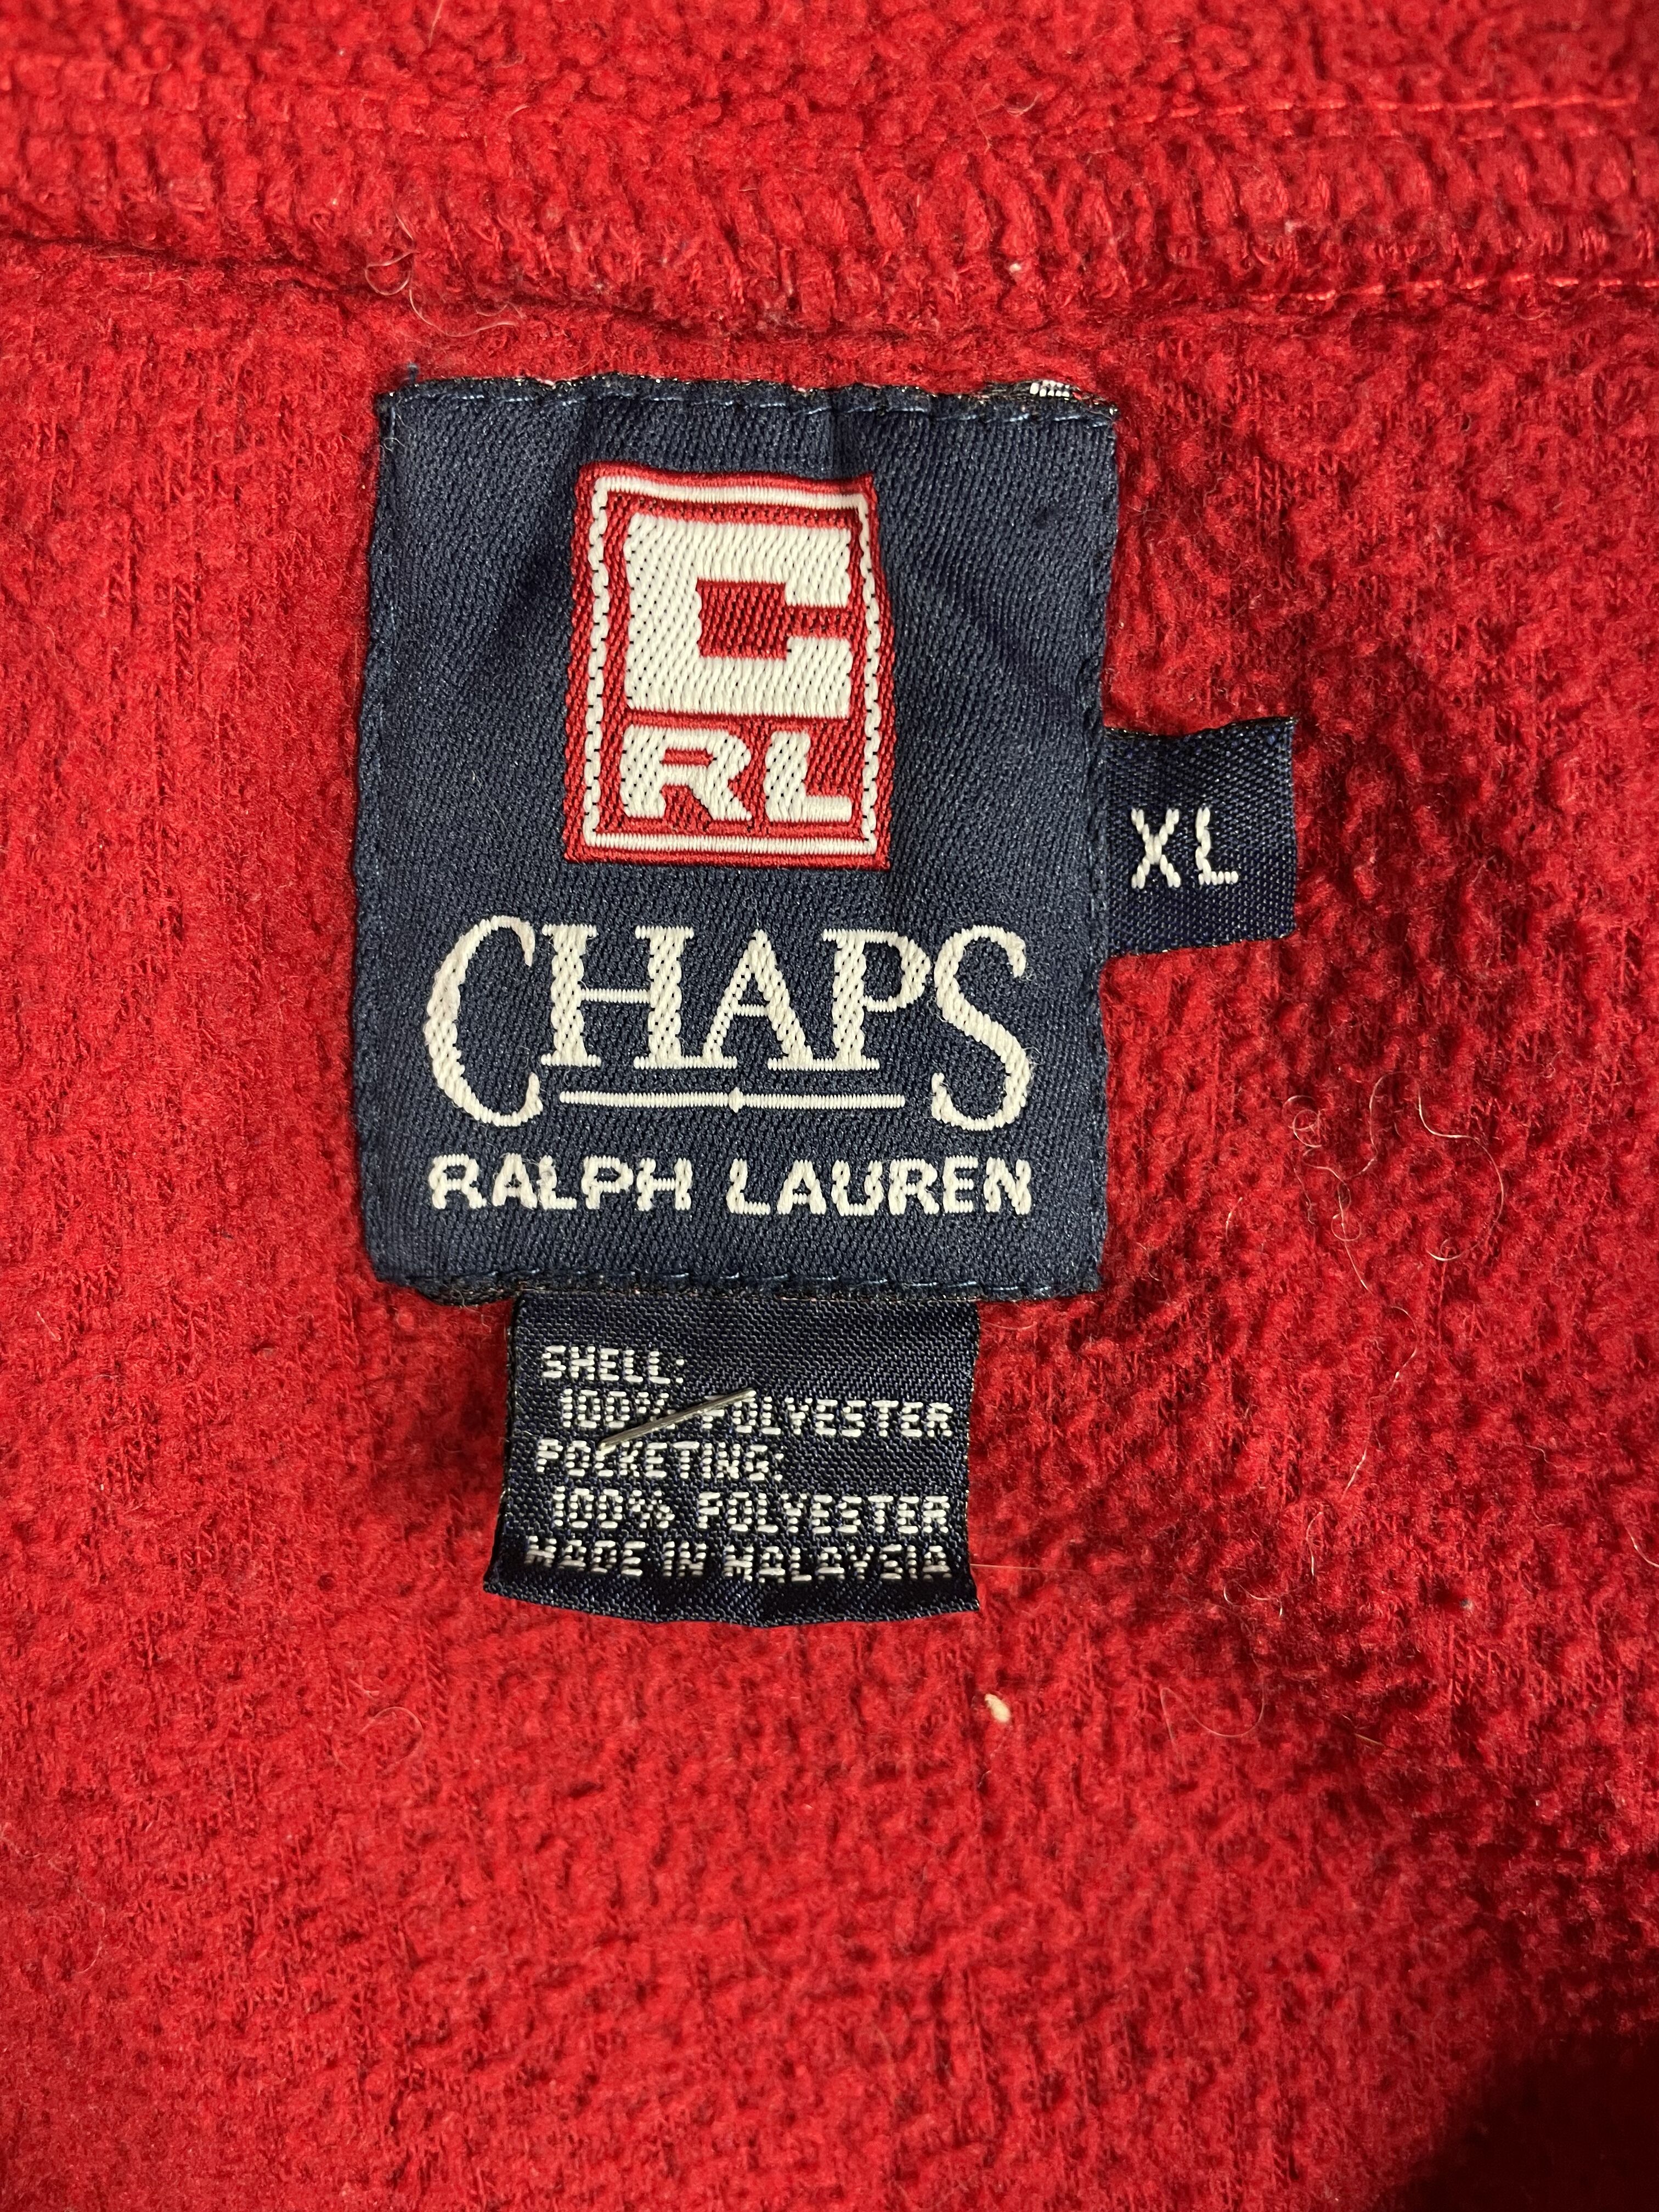 C
RL
CHAPS
RALPH LAUREN
XL
SHELL:
100% POLYESTER
POCKETING:
100% POLYESTER
MADE IN MALAYSIA